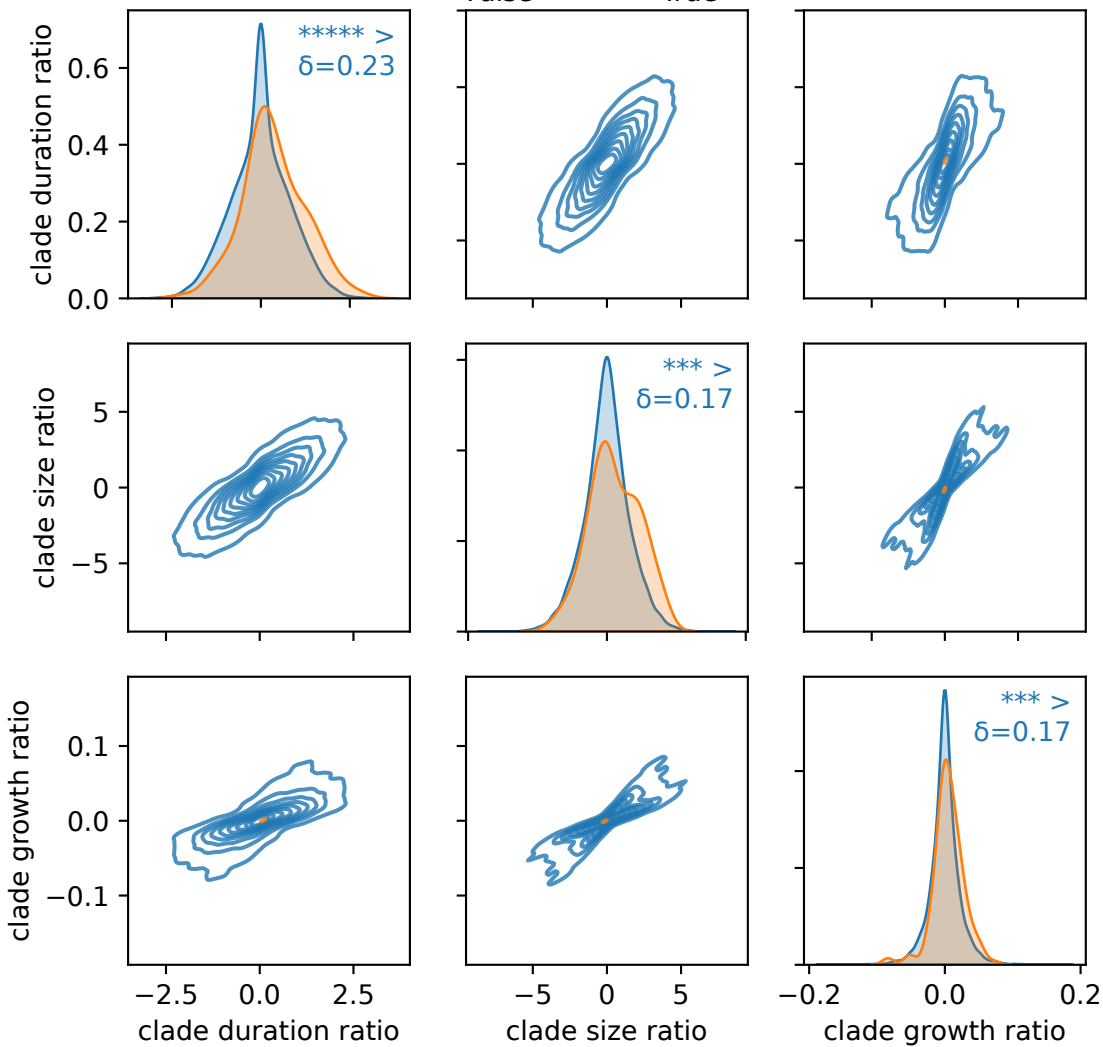 ***** >
δ=0.23
clade duration ratio
0.6
0.4
0.2
0.0
*** >
δ=0.17
clade size ratio
5
0
−5
*** >
δ=0.17
clade growth ratio
0.1
0.0
−0.1
−2.5 0.0 2.5
−5 0 5
−0.2 0.0 0.2
clade duration ratio
clade size ratio
clade growth ratio